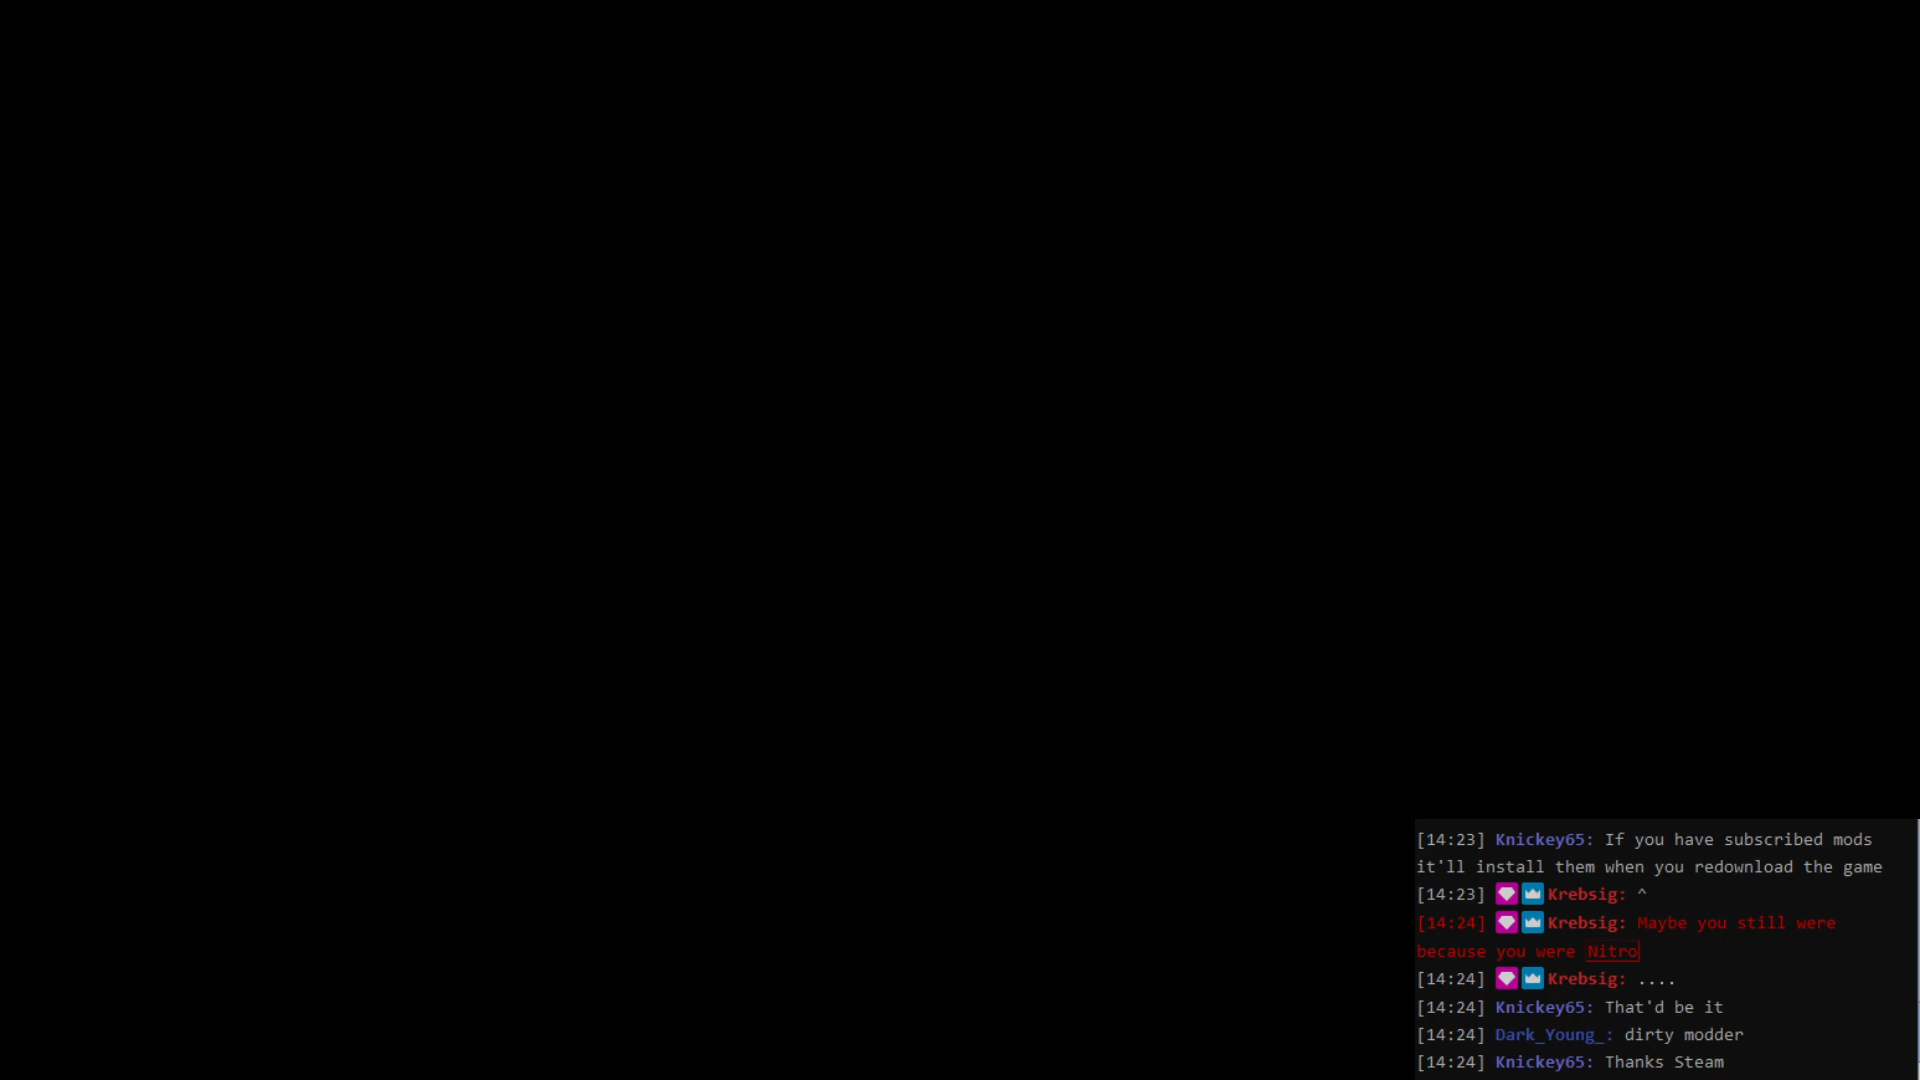 [14:23] Knickey65: If you have subscribed mods
it'll install them when you redownload the game
[14:23] Krebsig: ^
[14:24] Krebsig: Maybe you still were
because you were Nitro
[14:24] Krebsig: ....
[14:24] Knickey65: That'd be it
[14:24] Dark_Young_: dirty modder
[14:24] Knickey65: Thanks Steam